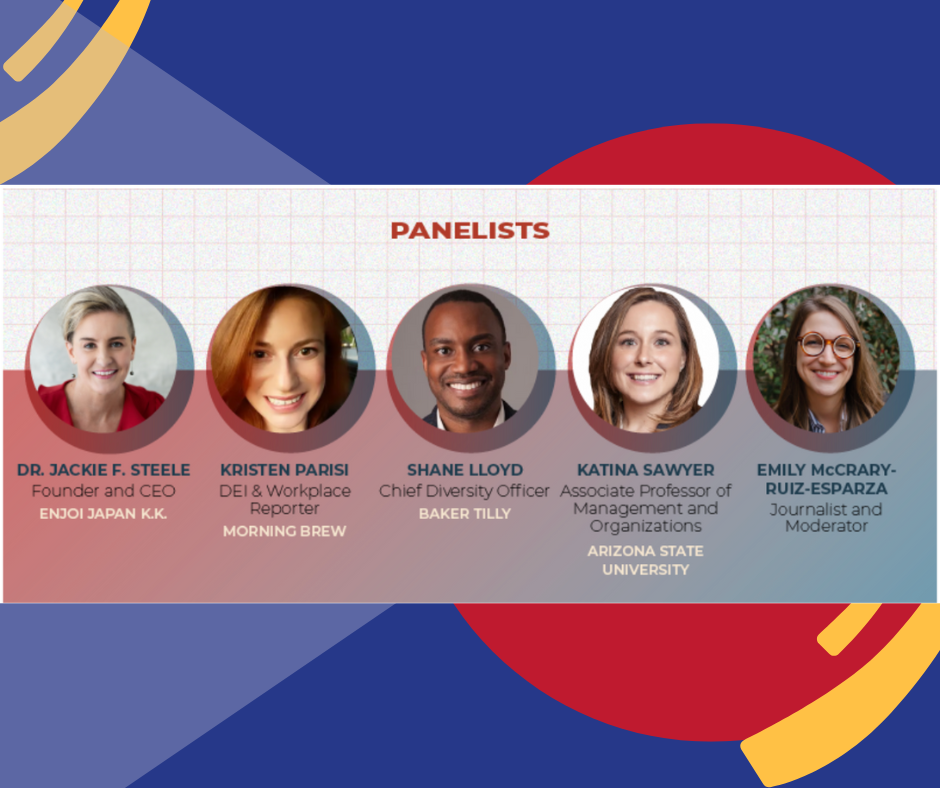 PANELISTS
DR. JACKIE F. STEELE
Founder and CEO
ENJOI JAPAN K.K.
KRISTEN PARISI
DEI & Workplace
Reporter
MORNING BREW
SHANE LLOYD
Chief Diversity Officer
BAKER TILLY
KATINA SAWYER
Associate Professor of
Management and
Organizations
ARIZONA STATE
UNIVERSITY
EMILY McCRARY-
RUIZ-ESPARZA
Journalist and
Moderator